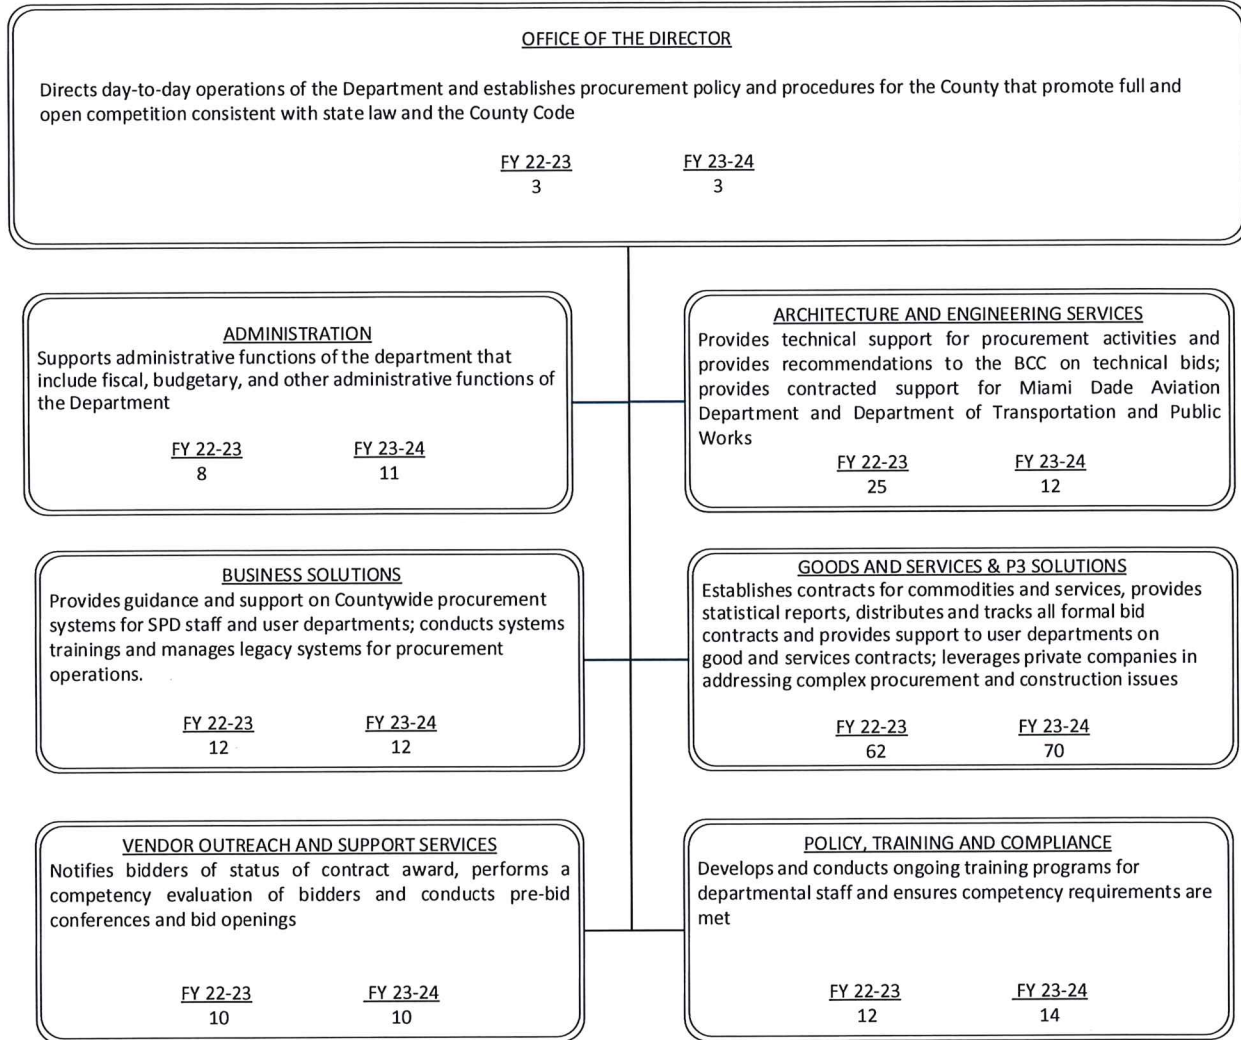 OFFICE OF THE DIRECTOR
Directs day-to-day operations of the Department and establishes procurement policy and procedures for the County that promote full and
open competition consistent with state law and the County Code
FY 22-23 FY 23-24
3 3
ADMINISTRATION
Supports administrative functions of the department that
include fiscal, budgetary, and other administrative functions of
the Department
FY 22-23 FY 23-24
8 11
ARCHITECTURE AND ENGINEERING SERVICES
Provides technical support for procurement activities and
provides recommendations to the BCC on technical bids;
provides contracted support for Miami Dade Aviation
Department and Department of Transportation and Public
Works
FY 22-23 FY 23-24
25 12
BUSINESS SOLUTIONS
Provides guidance and support on Countywide procurement
systems for SPD staff and user departments; conducts systems
trainings and manages legacy systems for procurement
operations.
FY 22-23 FY 23-24
12 12
GOODS AND SERVICES & P3 SOLUTIONS
Establishes contracts for commodities and services, provides
statistical reports, distributes and tracks all formal bid
contracts and provides support to user departments on
good and services contracts; leverages private companies in
addressing complex procurement and construction issues
FY 22-23 FY 23-24
62 70
VENDOR OUTREACH AND SUPPORT SERVICES
Notifies bidders of status of contract award, performs a
competency evaluation of bidders and conducts pre-bid
conferences and bid openings
FY 22-23 FY 23-24
10 10
POLICY, TRAINING AND COMPLIANCE
Develops and conducts ongoing training programs for
departmental staff and ensures competency requirements are
met
FY 22-23 FY 23-24
12 14